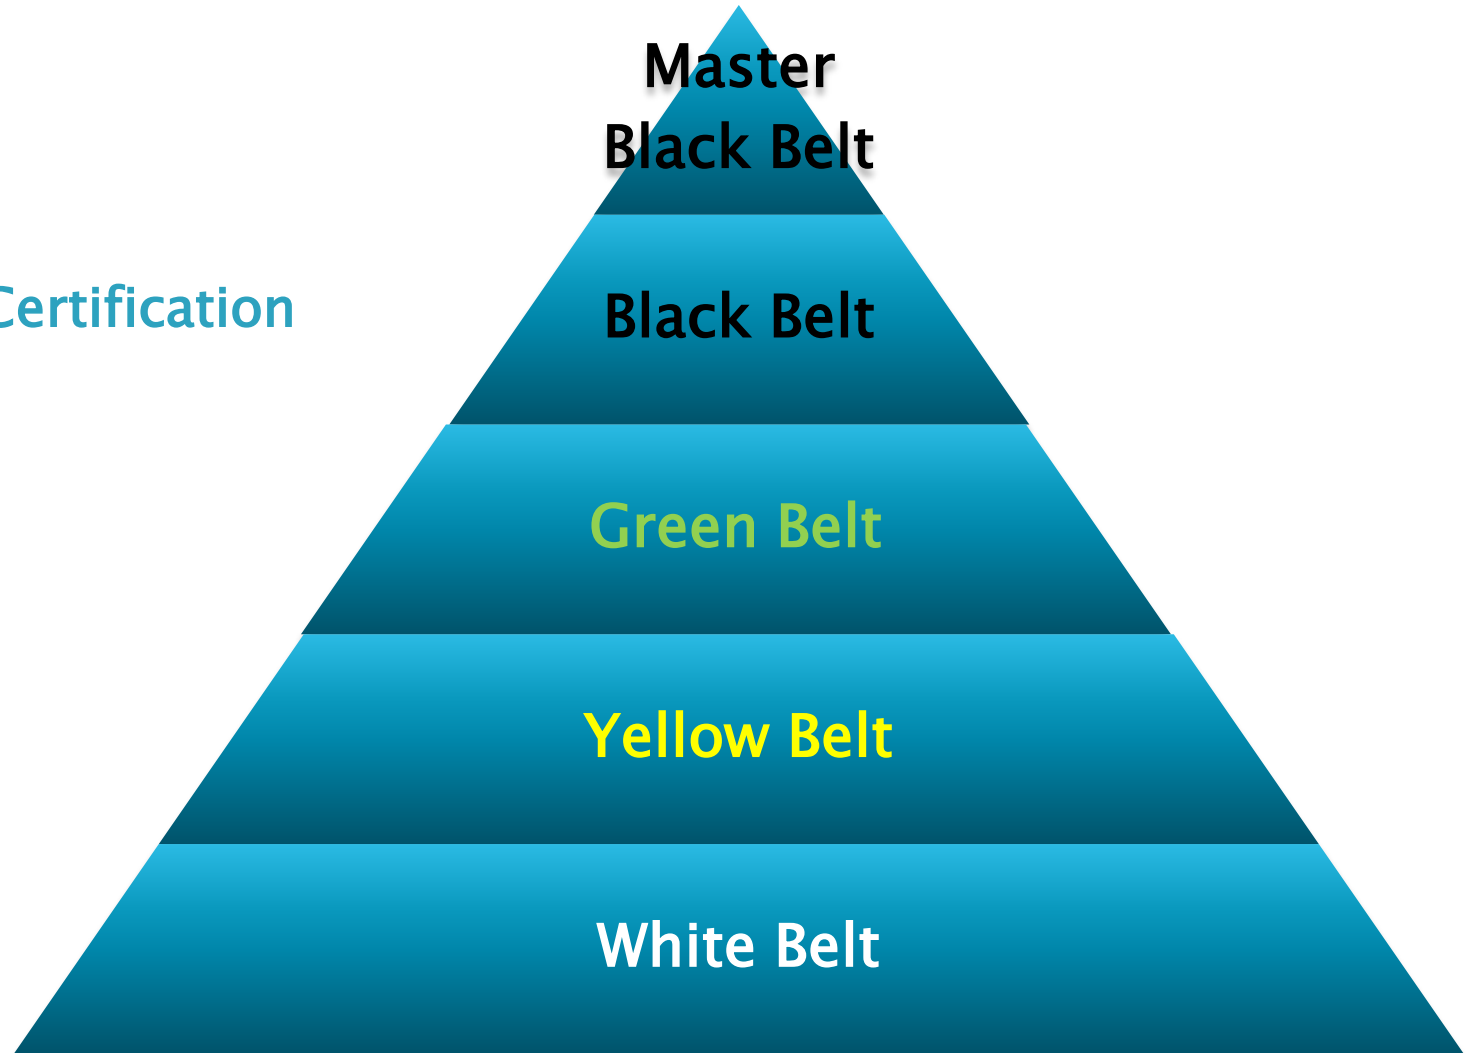 Master
Black Belt
Certification
Black Belt
Green Belt
Yellow Belt
White Belt